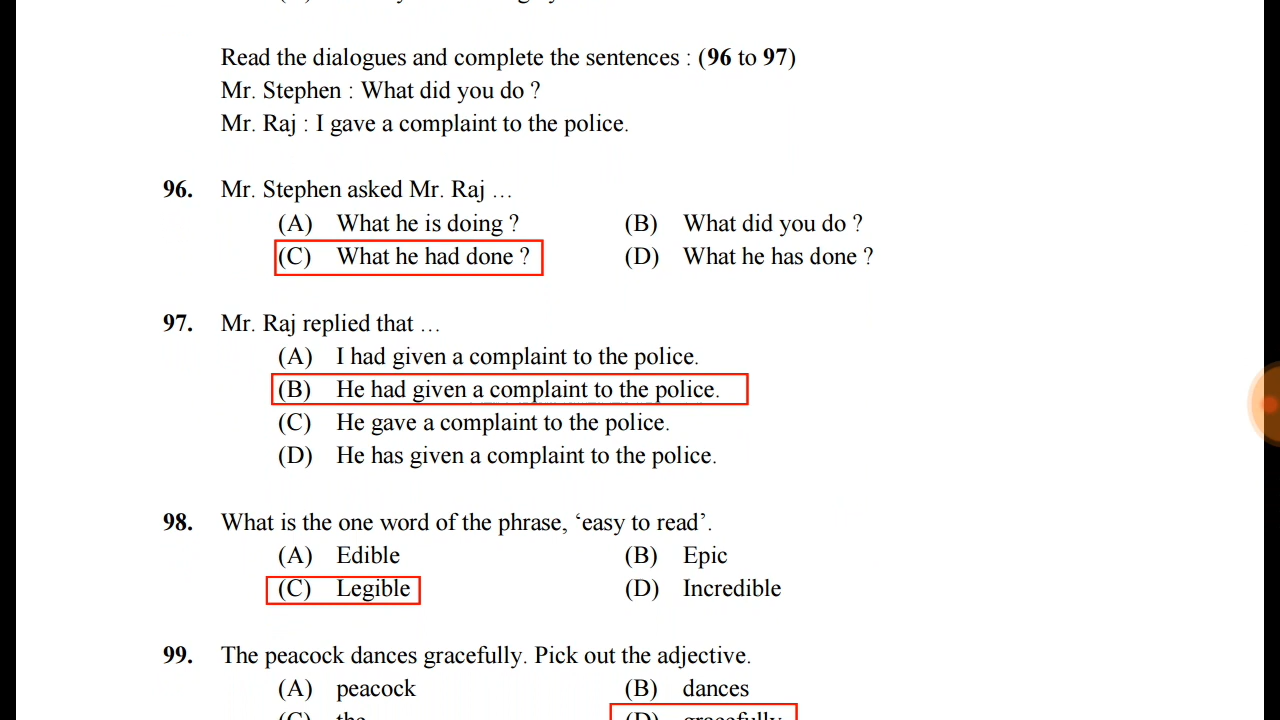 Read the dialogues and complete the sentences : (96 to 97)
Mr. Stephen : What did you do ?
Mr. Raj : I gave a complaint to the police.
96. Mr. Stephen asked Mr. Raj …
(A) What he is doing ? (B) What did you do ?
(C) What he had done ? (D) What he has done ?
97. Mr. Raj replied that …
(A) I had given a complaint to the police.
(B) He had given a complaint to the police.
(C) He gave a complaint to the police.
(D) He has given a complaint to the police.
98. What is the one word of the phrase, ‘easy to read’.
(A) Edible (B) Epic
(C) Legible (D) Incredible
99. The peacock dances gracefully. Pick out the adjective.
(A) peacock (B) dances
(C) the (D) gracefully